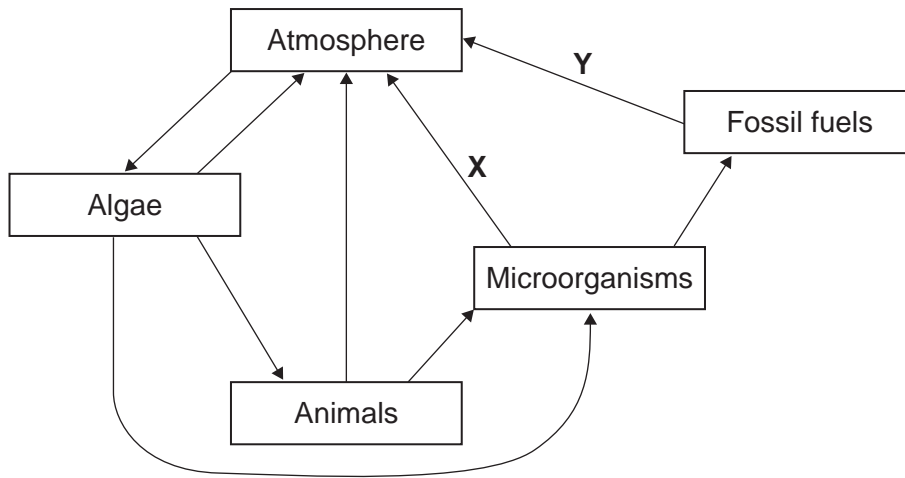 Atmosphere
Y
Fossil fuels
X
Algae
Microorganisms
Animals